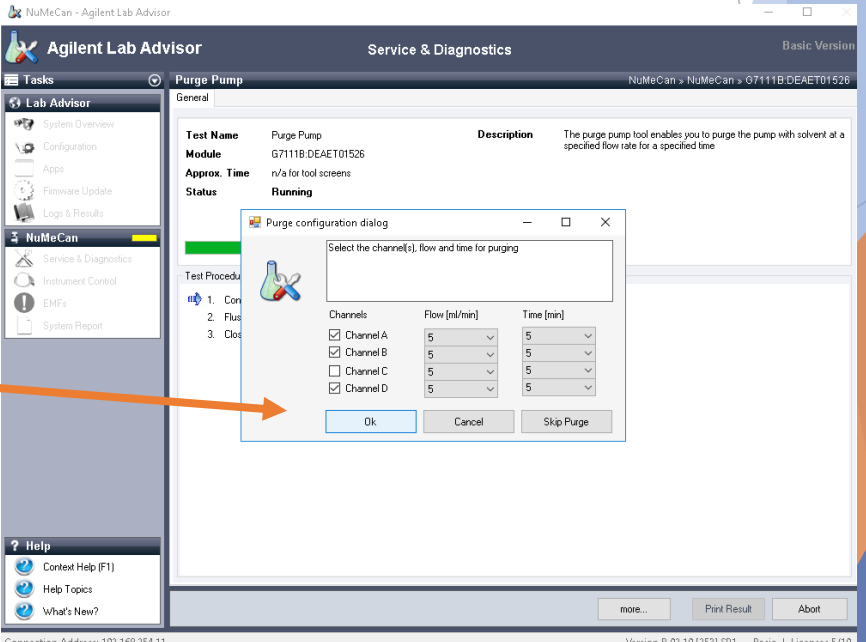 NuMeCan - Agilent Lab Advisor
Agilent Lab Advisor
Service & Diagnostics
Basic Version
Tasks
Lab Advisor
System Overview
Configuration
Apps
Firmware Update
Logs & Results
NuMeCan
Service & Diagnostics
Instrument Control
EMFs
System Report
? Help
Context Help (F1)
Help Topics
What's New?
Purge Pump
NuMeCan » NuMeCan » G7111B:DEAET01526
General
Test Name Purge Pump
Module G7111B:DEAET01526
Approx. Time n/a for tool screens
Status Running
Description The purge pump tool enables you to purge the pump with solvent at a
specified flow rate for a specified time
Test Procedu
1. Con
2. Flus
3. Clos
Purge configuration dialog
Select the channel(s), flow and time for purging
Channels Flow [ml/min] Time [min]
Channel A 5 5
Channel B 5 5
Channel C 5 5
Channel D 5 5
Ok Cancel Skip Purge
more... Print Result Abort